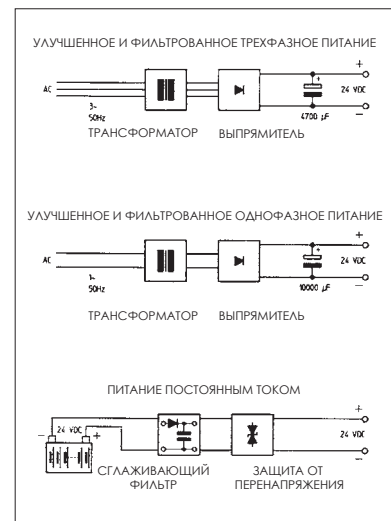 УЛУЧШЕННОЕ И ФИЛЬТРОВАННОЕ ТРЕХФАЗНОЕ ПИТАНИЕ
+
AC
3~
50Hz
4700 µF
24 VDC
−
ТРАНСФОРМАТОР ВЫПРЯМИТЕЛЬ
УЛУЧШЕННОЕ И ФИЛЬТРОВАННОЕ ОДНОФАЗНОЕ ПИТАНИЕ
+
AC
1~
50Hz
10000 µF
24 VDC
−
ТРАНСФОРМАТОР ВЫПРЯМИТЕЛЬ
ПИТАНИЕ ПОСТОЯННЫМ ТОКОМ
− 24 VDC +
+
24 VDC
−
СГЛАЖИВАЮЩИЙ ФИЛЬТР
ЗАЩИТА ОТ ПЕРЕНАПРЯЖЕНИЯ